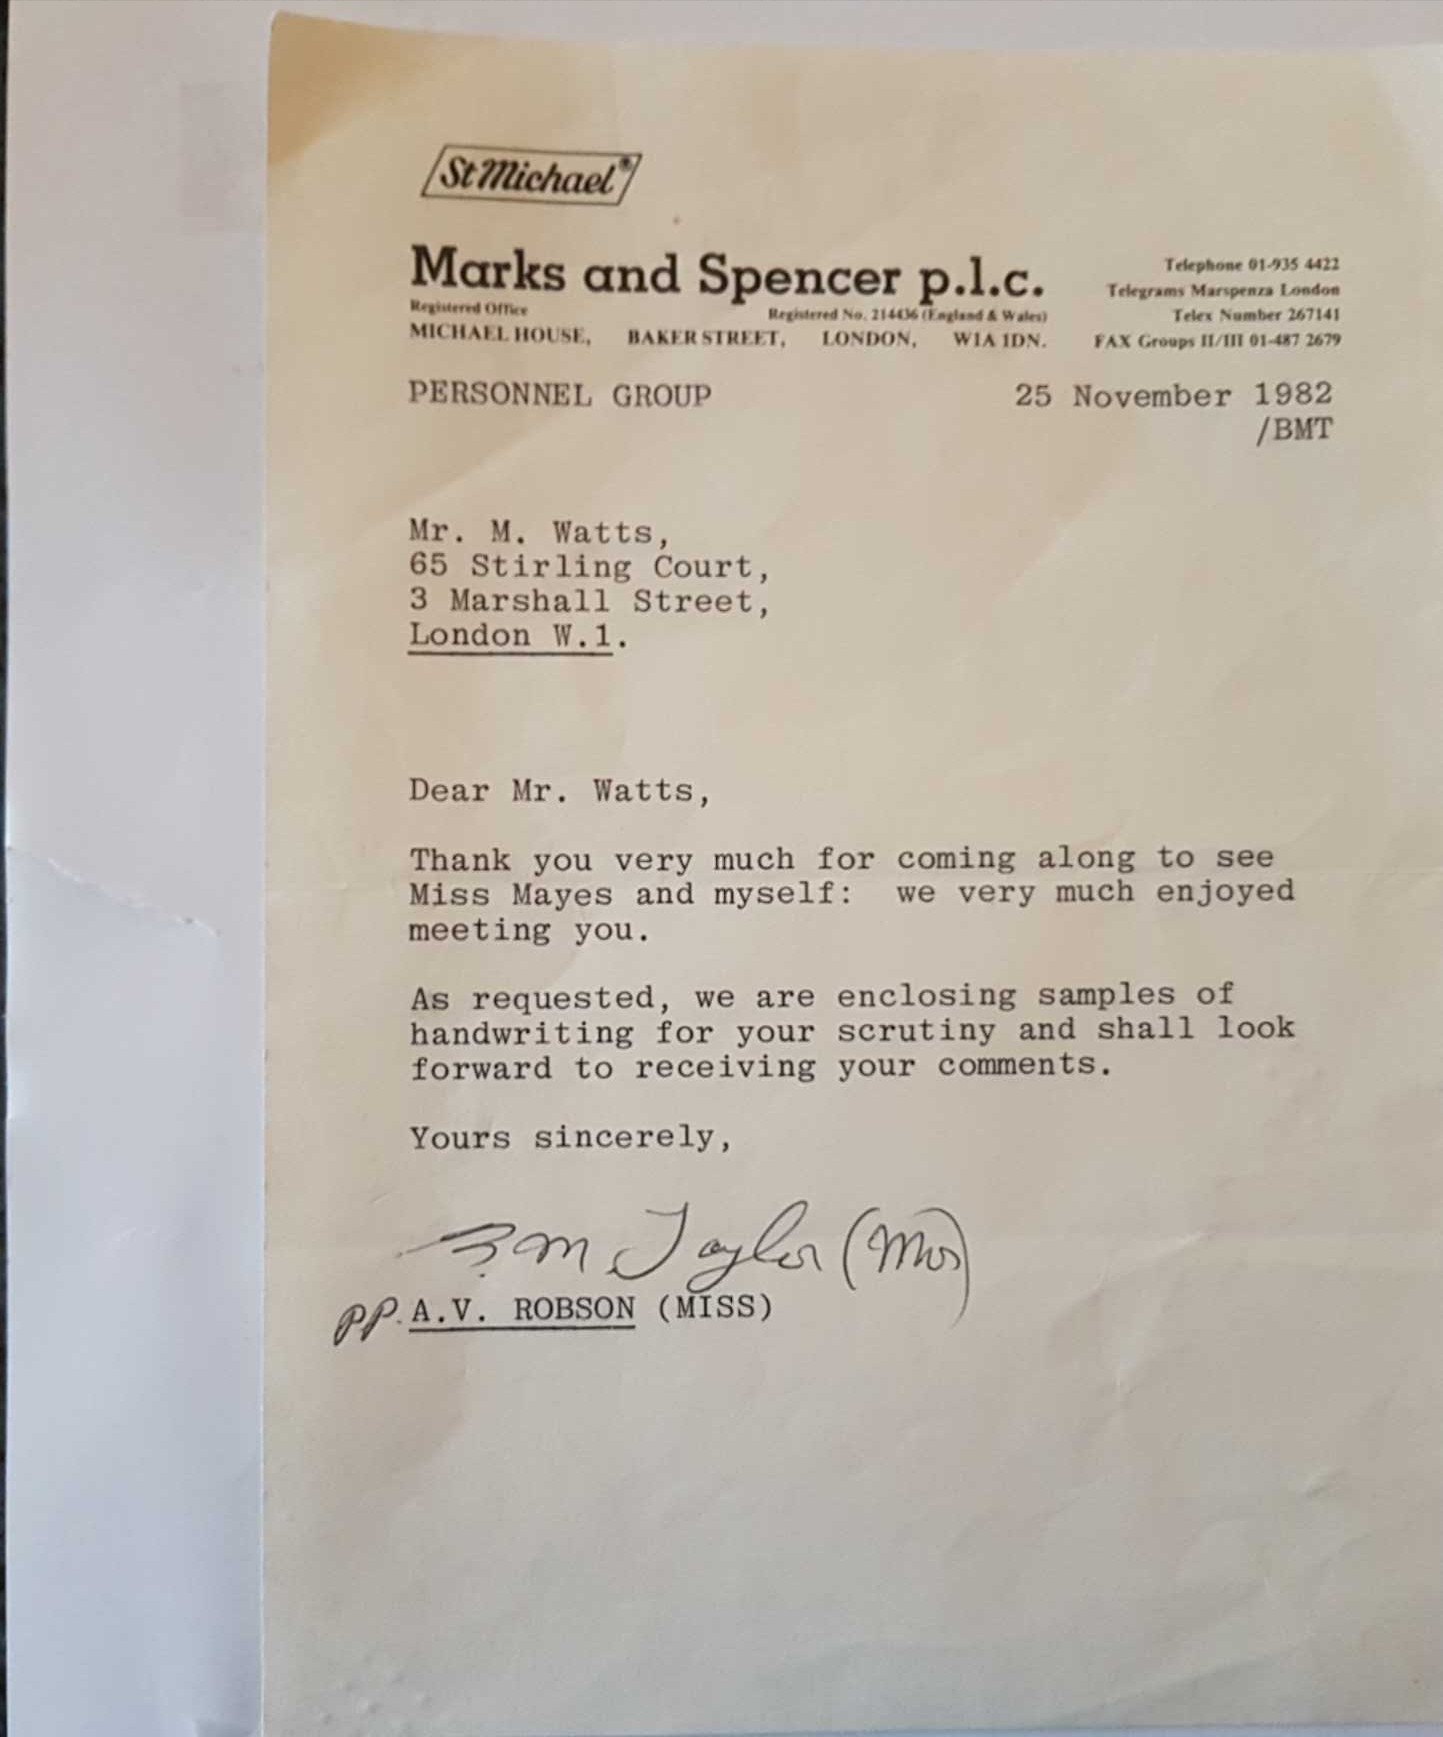 St Michael®
Marks and Spencer p.l.c.
Registered Office
Registered No. 214436 (England & Wales)
MICHAEL HOUSE, BAKER STREET, LONDON, W1A 1DN.
Telephone 01-935 4422
Telegrams Marspenza London
Telex Number 267141
FAX Groups II/III 01-487 2679
PERSONNEL GROUP
25 November 1982
/BMT
Mr. M. Watts,
65 Stirling Court,
3 Marshall Street,
London W.1.
Dear Mr. Watts,
Thank you very much for coming along to see
Miss Mayes and myself: we very much enjoyed
meeting you.
As requested, we are enclosing samples of
handwriting for your scrutiny and shall look
forward to receiving your comments.
Yours sincerely,
B.M Taylor (Mrs)
pp. A.V. ROBSON (MISS)